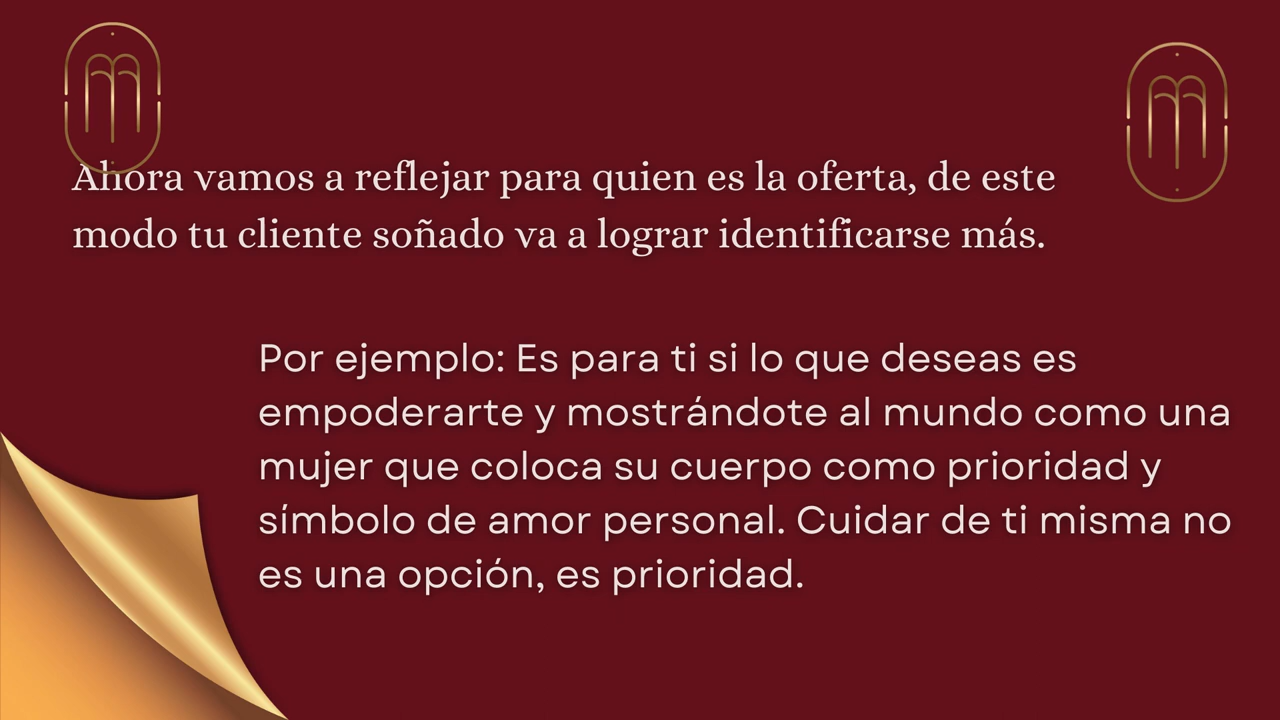 Ahora vamos a reflejar para quien es la oferta, de este
modo tu cliente soñado va a lograr identificarse más.
Por ejemplo: Es para ti si lo que deseas es
empoderarte y mostrándote al mundo como una
mujer que coloca su cuerpo como prioridad y
símbolo de amor personal. Cuidar de ti misma no
es una opción, es prioridad.